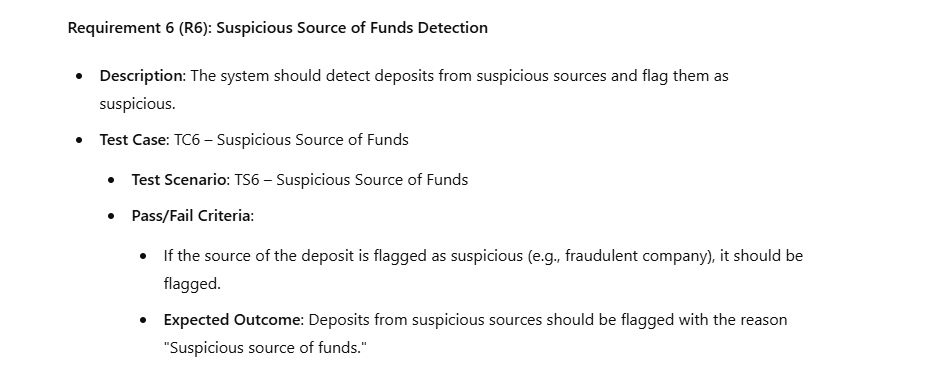 Requirement 6 (R6): Suspicious Source of Funds Detection
• Description: The system should detect deposits from suspicious sources and flag them as
suspicious.
• Test Case: TC6 – Suspicious Source of Funds
• Test Scenario: TS6 – Suspicious Source of Funds
• Pass/Fail Criteria:
• If the source of the deposit is flagged as suspicious (e.g., fraudulent company), it should be
flagged.
• Expected Outcome: Deposits from suspicious sources should be flagged with the reason
"Suspicious source of funds."